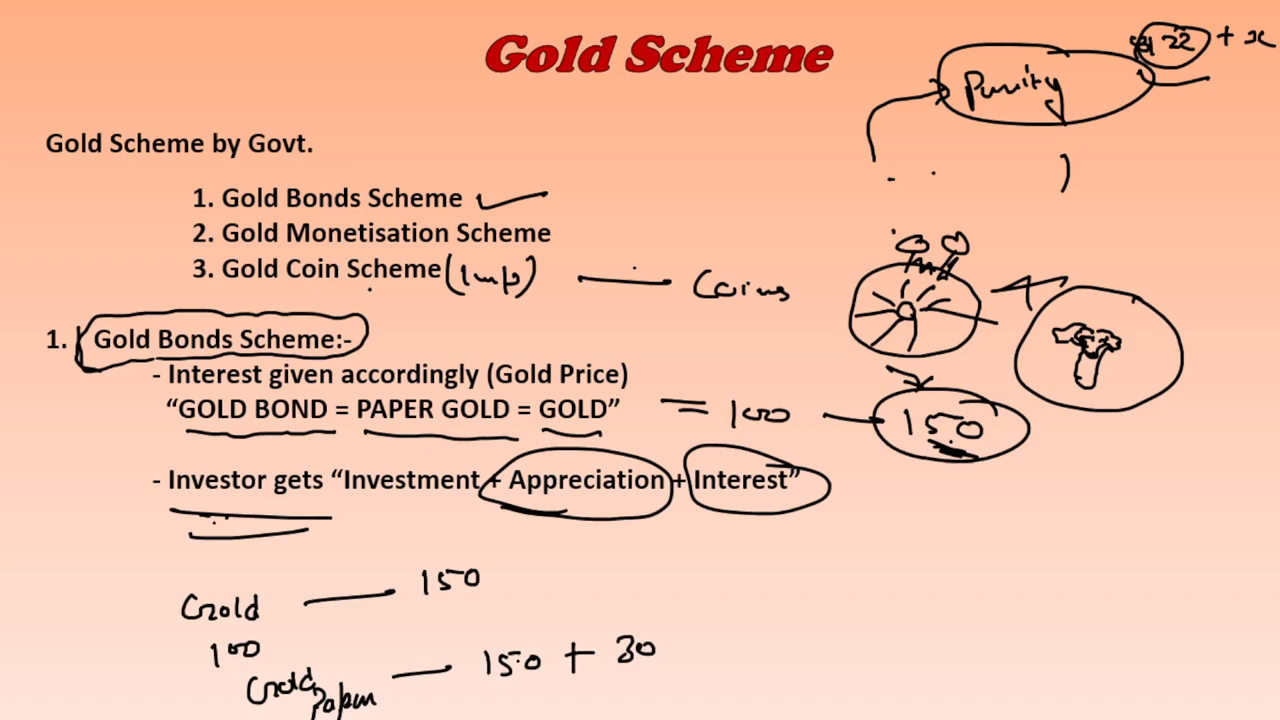 Gold Scheme
22 + x
Purity
Gold Scheme by Govt.
1. Gold Bonds Scheme
2. Gold Monetisation Scheme
3. Gold Coin Scheme (Imp) — Coins
1. Gold Bonds Scheme:-
- Interest given accordingly (Gold Price)
“GOLD BOND = PAPER GOLD = GOLD” = 100 — 150
- Investor gets “Investment + Appreciation + Interest”
Gold — 150
100
Gold Paper — 150 + 30